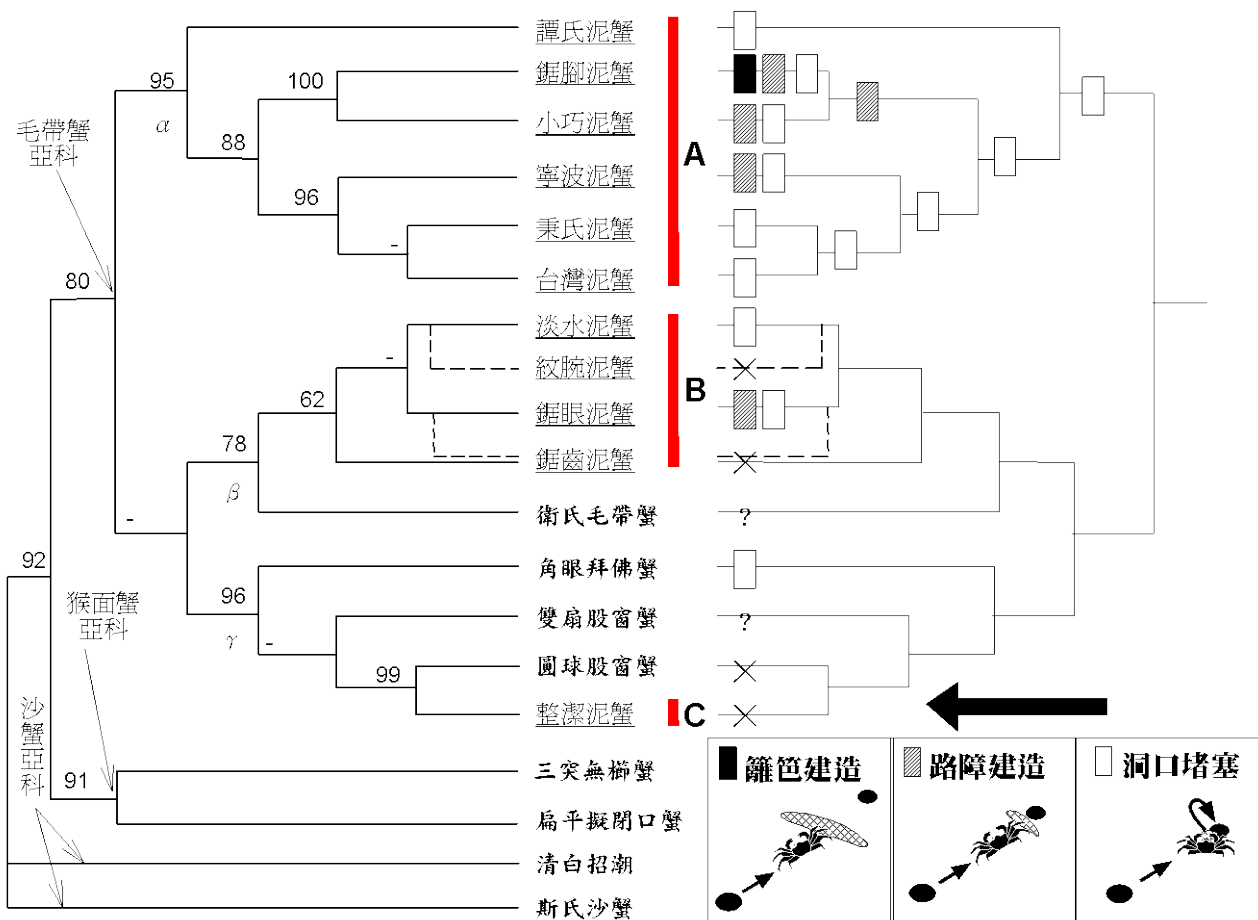 譚氏泥蟹
95
100
鋸腳泥蟹
α
毛帶蟹
亞科
小巧泥蟹
88
A
寧波泥蟹
96
秉氏泥蟹
-
台灣泥蟹
80
淡水泥蟹
-
紋腕泥蟹
B
62
鋸眼泥蟹
78
鋸齒泥蟹
β
衛氏毛帶蟹
?
-
92
角眼拜佛蟹
猴面蟹
亞科
96
雙扇股窗蟹
?
γ
-
99
圓球股窗蟹
整潔泥蟹
C
沙蟹亞科
91
三突無櫛蟹
扁平擬閉口蟹
清白招潮
斯氏沙蟹
籬笆建造
路障建造
洞口堵塞